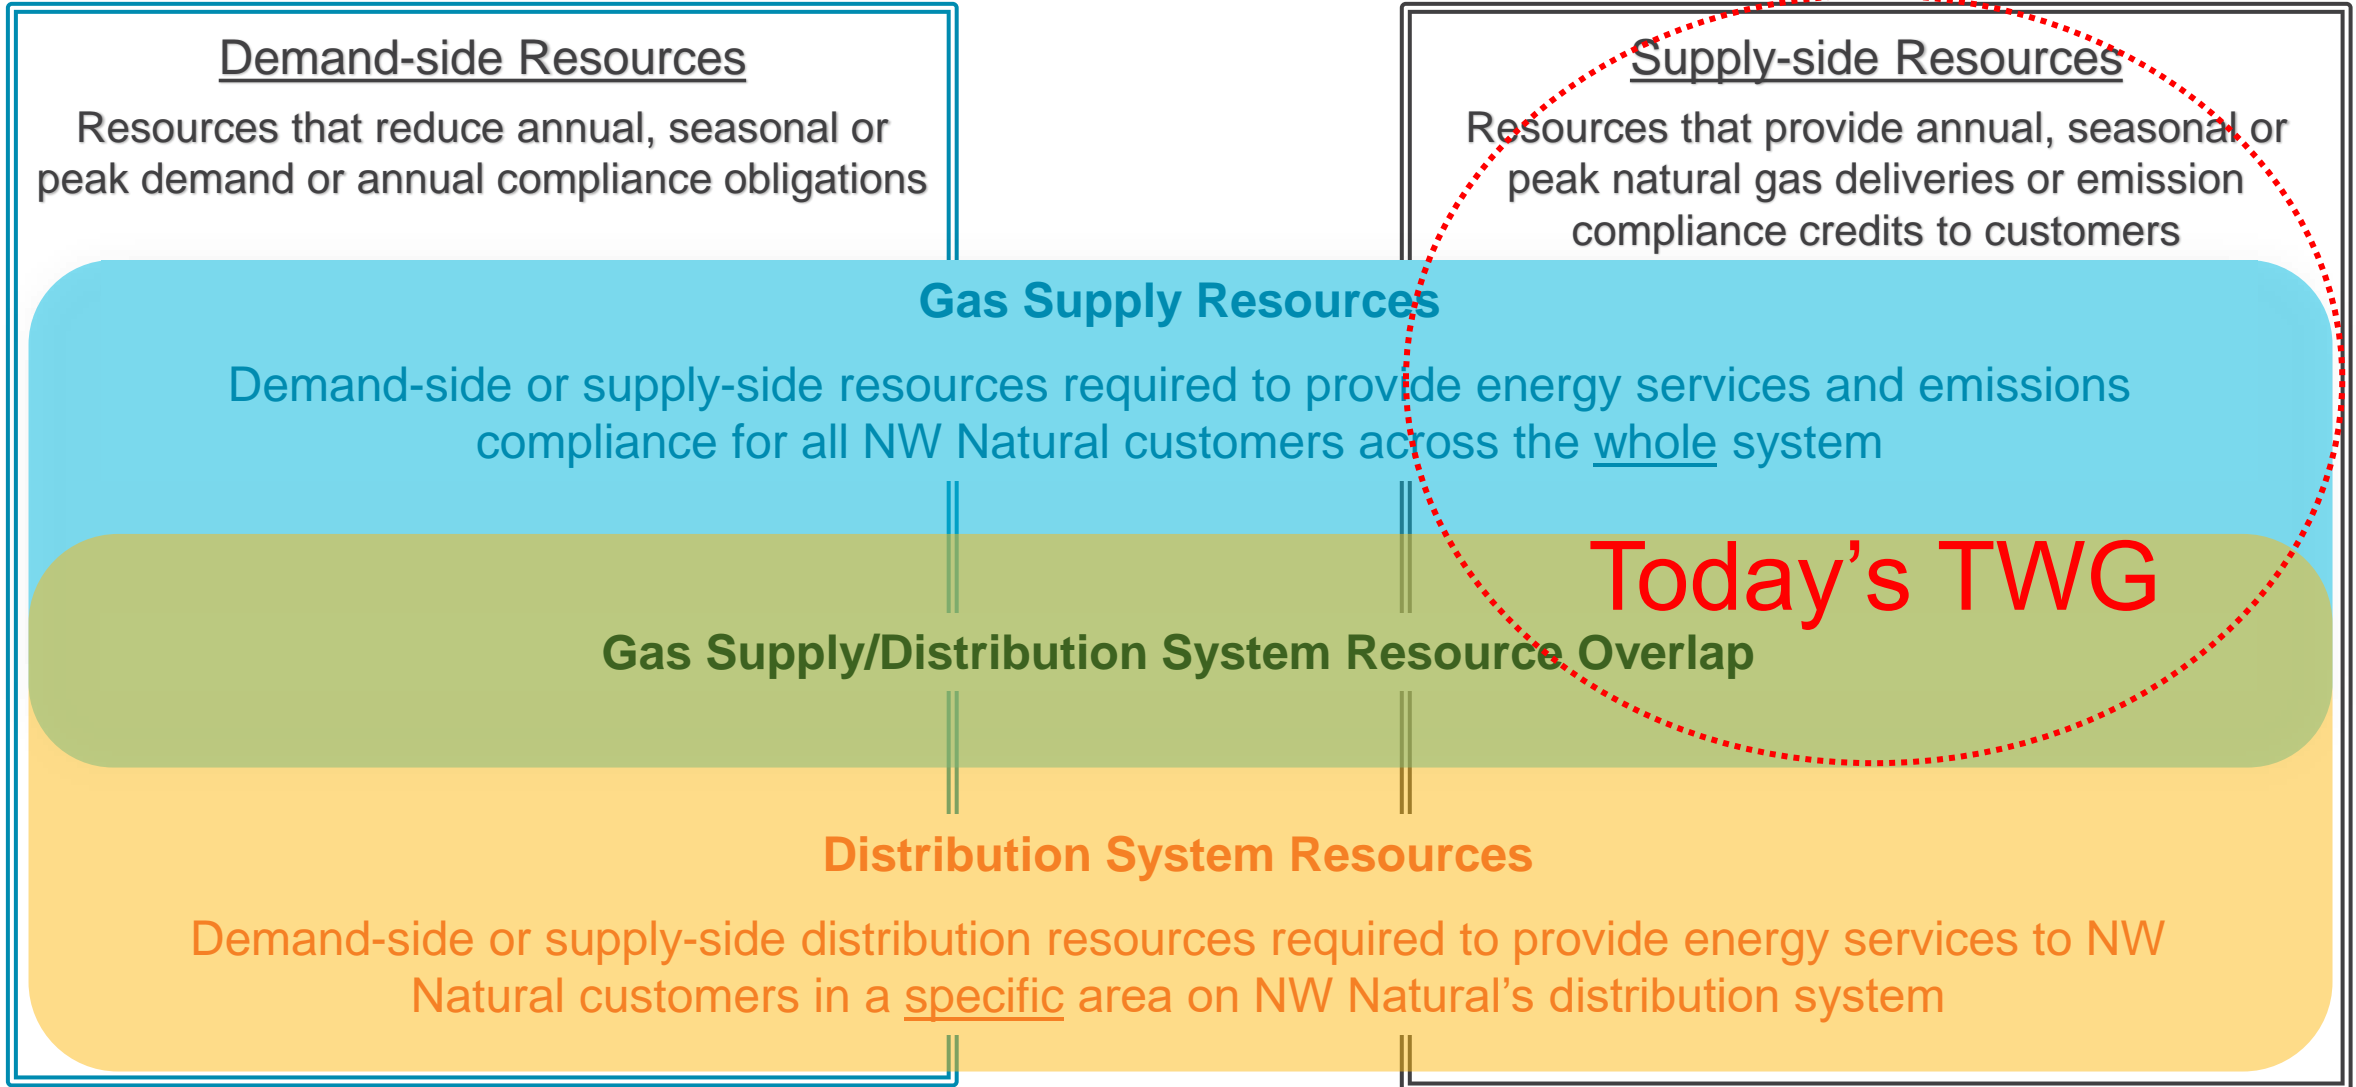 Demand-side Resources
Resources that reduce annual, seasonal or
peak demand or annual compliance obligations
Supply-side Resources
Resources that provide annual, seasonal or
peak natural gas deliveries or emission
compliance credits to customers
Gas Supply Resources
Demand-side or supply-side resources required to provide energy services and emissions
compliance for all NW Natural customers across the whole system
Today’s TWG
Gas Supply/Distribution System Resource Overlap
Distribution System Resources
Demand-side or supply-side distribution resources required to provide energy services to NW
Natural customers in a specific area on NW Natural’s distribution system